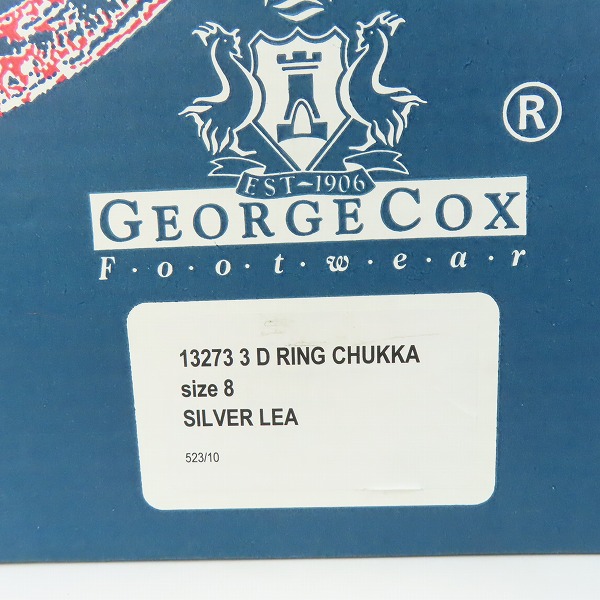 ®
EST-1906
GEORGE COX
F·o·o·t·w·e·a·r
13273 3 D RING CHUKKA
size 8
SILVER LEA
523/10